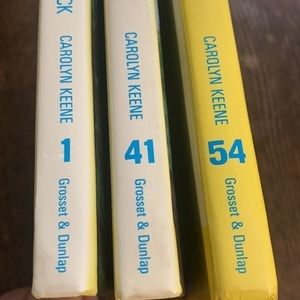 CK CAROLYN KEENE 1 Grosset & Dunlap
CAROLYN KEENE 41 Grosset & Dunlap
CAROLYN KEENE 54 Grosset & Dunlap